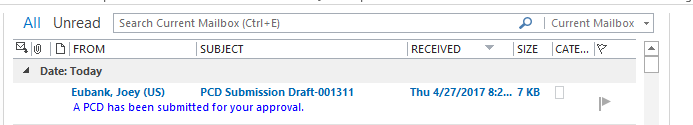 All Unread Search Current Mailbox (Ctrl+E) Current Mailbox
FROM SUBJECT RECEIVED SIZE CATE...
Date: Today
Eubank, Joey (US) PCD Submission Draft-001311 Thu 4/27/2017 8:2... 7 KB
A PCD has been submitted for your approval.